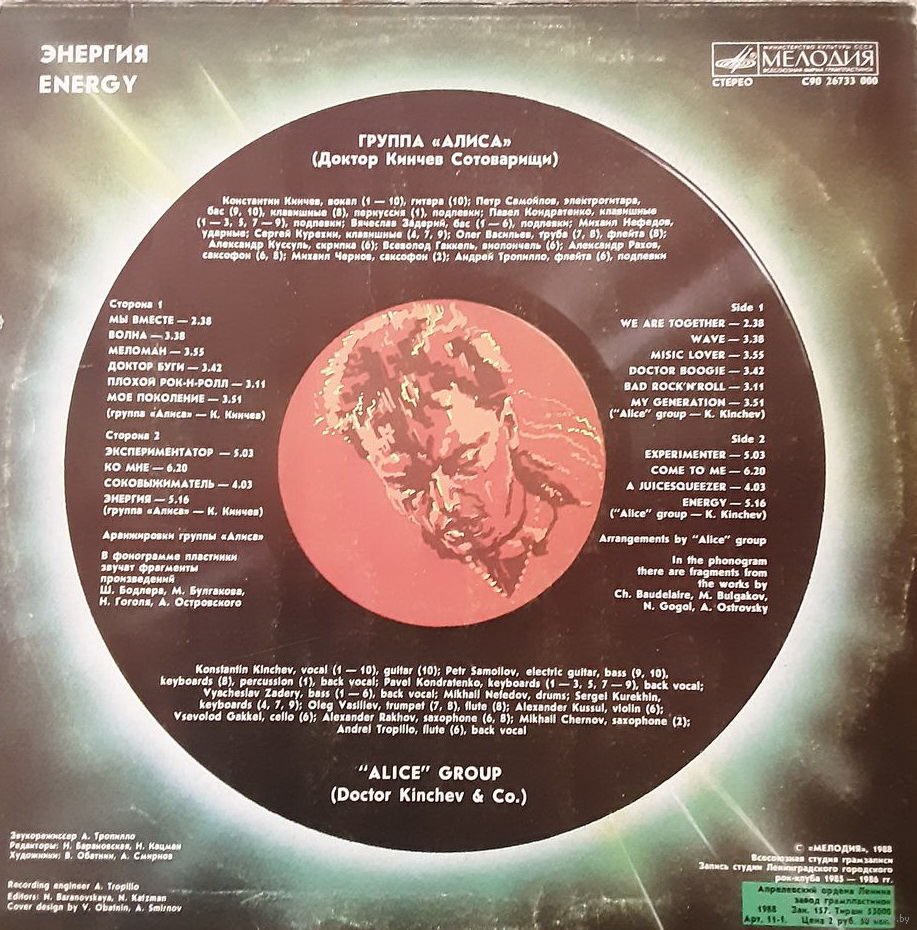 ЭНЕРГИЯ
ENERGY
МИНИСТЕРСТВО КУЛЬТУРЫ СССР
МЕЛОДИЯ
ВСЕСОЮЗНАЯ ФИРМА ГРАМПЛАСТИНОК
СТЕРЕО С90 26733 000
ГРУППА «АЛИСА»
(Доктор Кинчев Сотоварищи)
Константин Кинчев, вокал (1 — 10), гитара (10); Петр Самойлов, электрогитара,
бас (9, 10), клавишные (8), перкуссия (1), подпевки; Павел Кондратенко, клавишные
(1 — 3, 5, 7 — 9), подпевки; Вячеслав Задерий, бас (1 — 6), подпевки; Михаил Нефедов,
ударные; Сергей Курехин, клавишные (4, 7, 9); Олег Васильев, труба (7, 8), флейта (8);
Александр Куссуль, скрипка (6); Всеволод Гаккель, виолончель (6); Александр Рахов,
саксофон (6, 8); Михаил Чернов, саксофон (2); Андрей Тропилло, флейта (6), подпевки
Сторона 1
МЫ ВМЕСТЕ — 2.38
ВОЛНА — 3.38
МЕЛОМАН — 3.55
ДОКТОР БУГИ — 3.42
ПЛОХОЙ РОК-Н-РОЛЛ — 3.11
МОЕ ПОКОЛЕНИЕ — 3.51
(группа «Алиса» — К. Кинчев)
Сторона 2
ЭКСПЕРИМЕНТАТОР — 5.03
КО МНЕ — 6.20
СОКОВЫЖИМАТЕЛЬ — 4.03
ЭНЕРГИЯ — 5.16
(группа «Алиса» — К. Кинчев)
Аранжировки группы «Алиса»
В фонограмме пластинки
звучат фрагменты
произведений
Ш. Бодлера, М. Булгакова,
Н. Гоголя, А. Островского
Side 1
WE ARE TOGETHER — 2.38
WAVE — 3.38
MISIC LOVER — 3.55
DOCTOR BOOGIE — 3.42
BAD ROCK'N'ROLL — 3.11
MY GENERATION — 3.51
("Alice" group — K. Kinchev)
Side 2
EXPERIMENTER — 5.03
COME TO ME — 6.20
A JUICESQUEEZER — 4.03
ENERGY — 5.16
("Alice" group — K. Kinchev)
Arrangements by "Alice" group
In the phonogram
there are fragments from
the works by
Ch. Baudelaire, M. Bulgakov,
N. Gogol, A. Ostrovsky
Konstantin Kinchev, vocal (1 — 10), guitar (10); Petr Samoilov, electric guitar, bass (9, 10),
keyboards (8), percussion (1), back vocal; Pavel Kondratenko, keyboards (1 — 3, 5, 7 — 9), back vocal;
Vyacheslav Zadery, bass (1 — 6), back vocal; Mikhail Nefedov, drums; Sergei Kurekhin,
keyboards (4, 7, 9); Oleg Vasiliev, trumpet (7, 8), flute (8); Alexander Kussul, violin (6);
Vsevolod Gakkel, cello (6); Alexander Rakhov, saxophone (6, 8); Mikhail Chernov, saxophone (2);
Andrei Tropillo, flute (6), back vocal
"ALICE" GROUP
(Doctor Kinchev & Co.)
Звукорежиссер А. Тропилло
Редакторы: Н. Барановская, Н. Кацман
Художники: В. Обатнин, А. Смирнов
Recording engineer A. Tropillo
Editors: N. Baranovskaya, N. Katzman
Cover design by V. Obatnin, A. Smirnov
© «МЕЛОДИЯ», 1988
Всесоюзная студия грамзаписи
Запись студии Ленинградского городского
рок-клуба 1985 — 1986 гг.
Апрелевский ордена Ленина
завод грампластинок
1988 Зак. 157. Тираж 53000
Арт. 11-1. Цена 2 руб. 50 коп.
.by